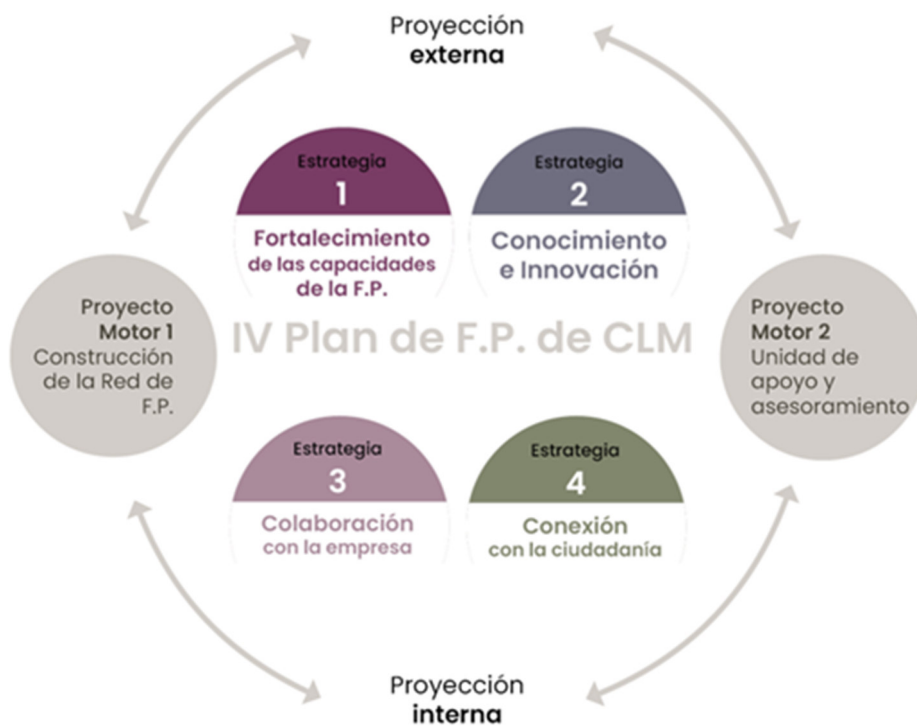 Proyección
externa
Estrategia
1
Fortalecimiento
de las capacidades
de la F.P.
Estrategia
2
Conocimiento
e Innovación
Proyecto
Motor 1
Construcción
de la Red de
F.P.
IV Plan de F.P. de CLM
Proyecto
Motor 2
Unidad de
apoyo y
asesoramiento
Estrategia
3
Colaboración
con la empresa
Estrategia
4
Conexión
con la ciudadanía
Proyección
interna